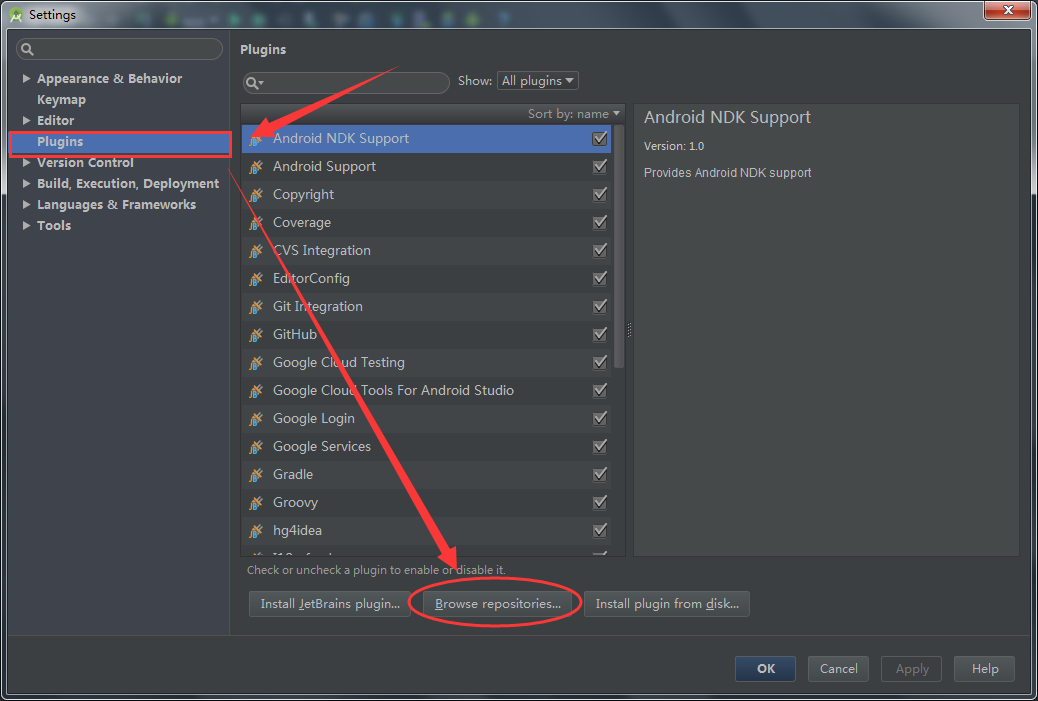 Settings
Appearance & Behavior
Keymap
Editor
Plugins
Version Control
Build, Execution, Deployment
Languages & Frameworks
Tools
Plugins
Show: All plugins
Sort by: name
Android NDK Support
Android Support
Copyright
Coverage
CVS Integration
EditorConfig
Git Integration
GitHub
Google Cloud Testing
Google Cloud Tools For Android Studio
Google Login
Google Services
Gradle
Groovy
hg4idea
Android NDK Support
Version: 1.0
Provides Android NDK support
Check or uncheck a plugin to enable or disable it.
Install JetBrains plugin... Browse repositories... Install plugin from disk...
OK Cancel Apply Help